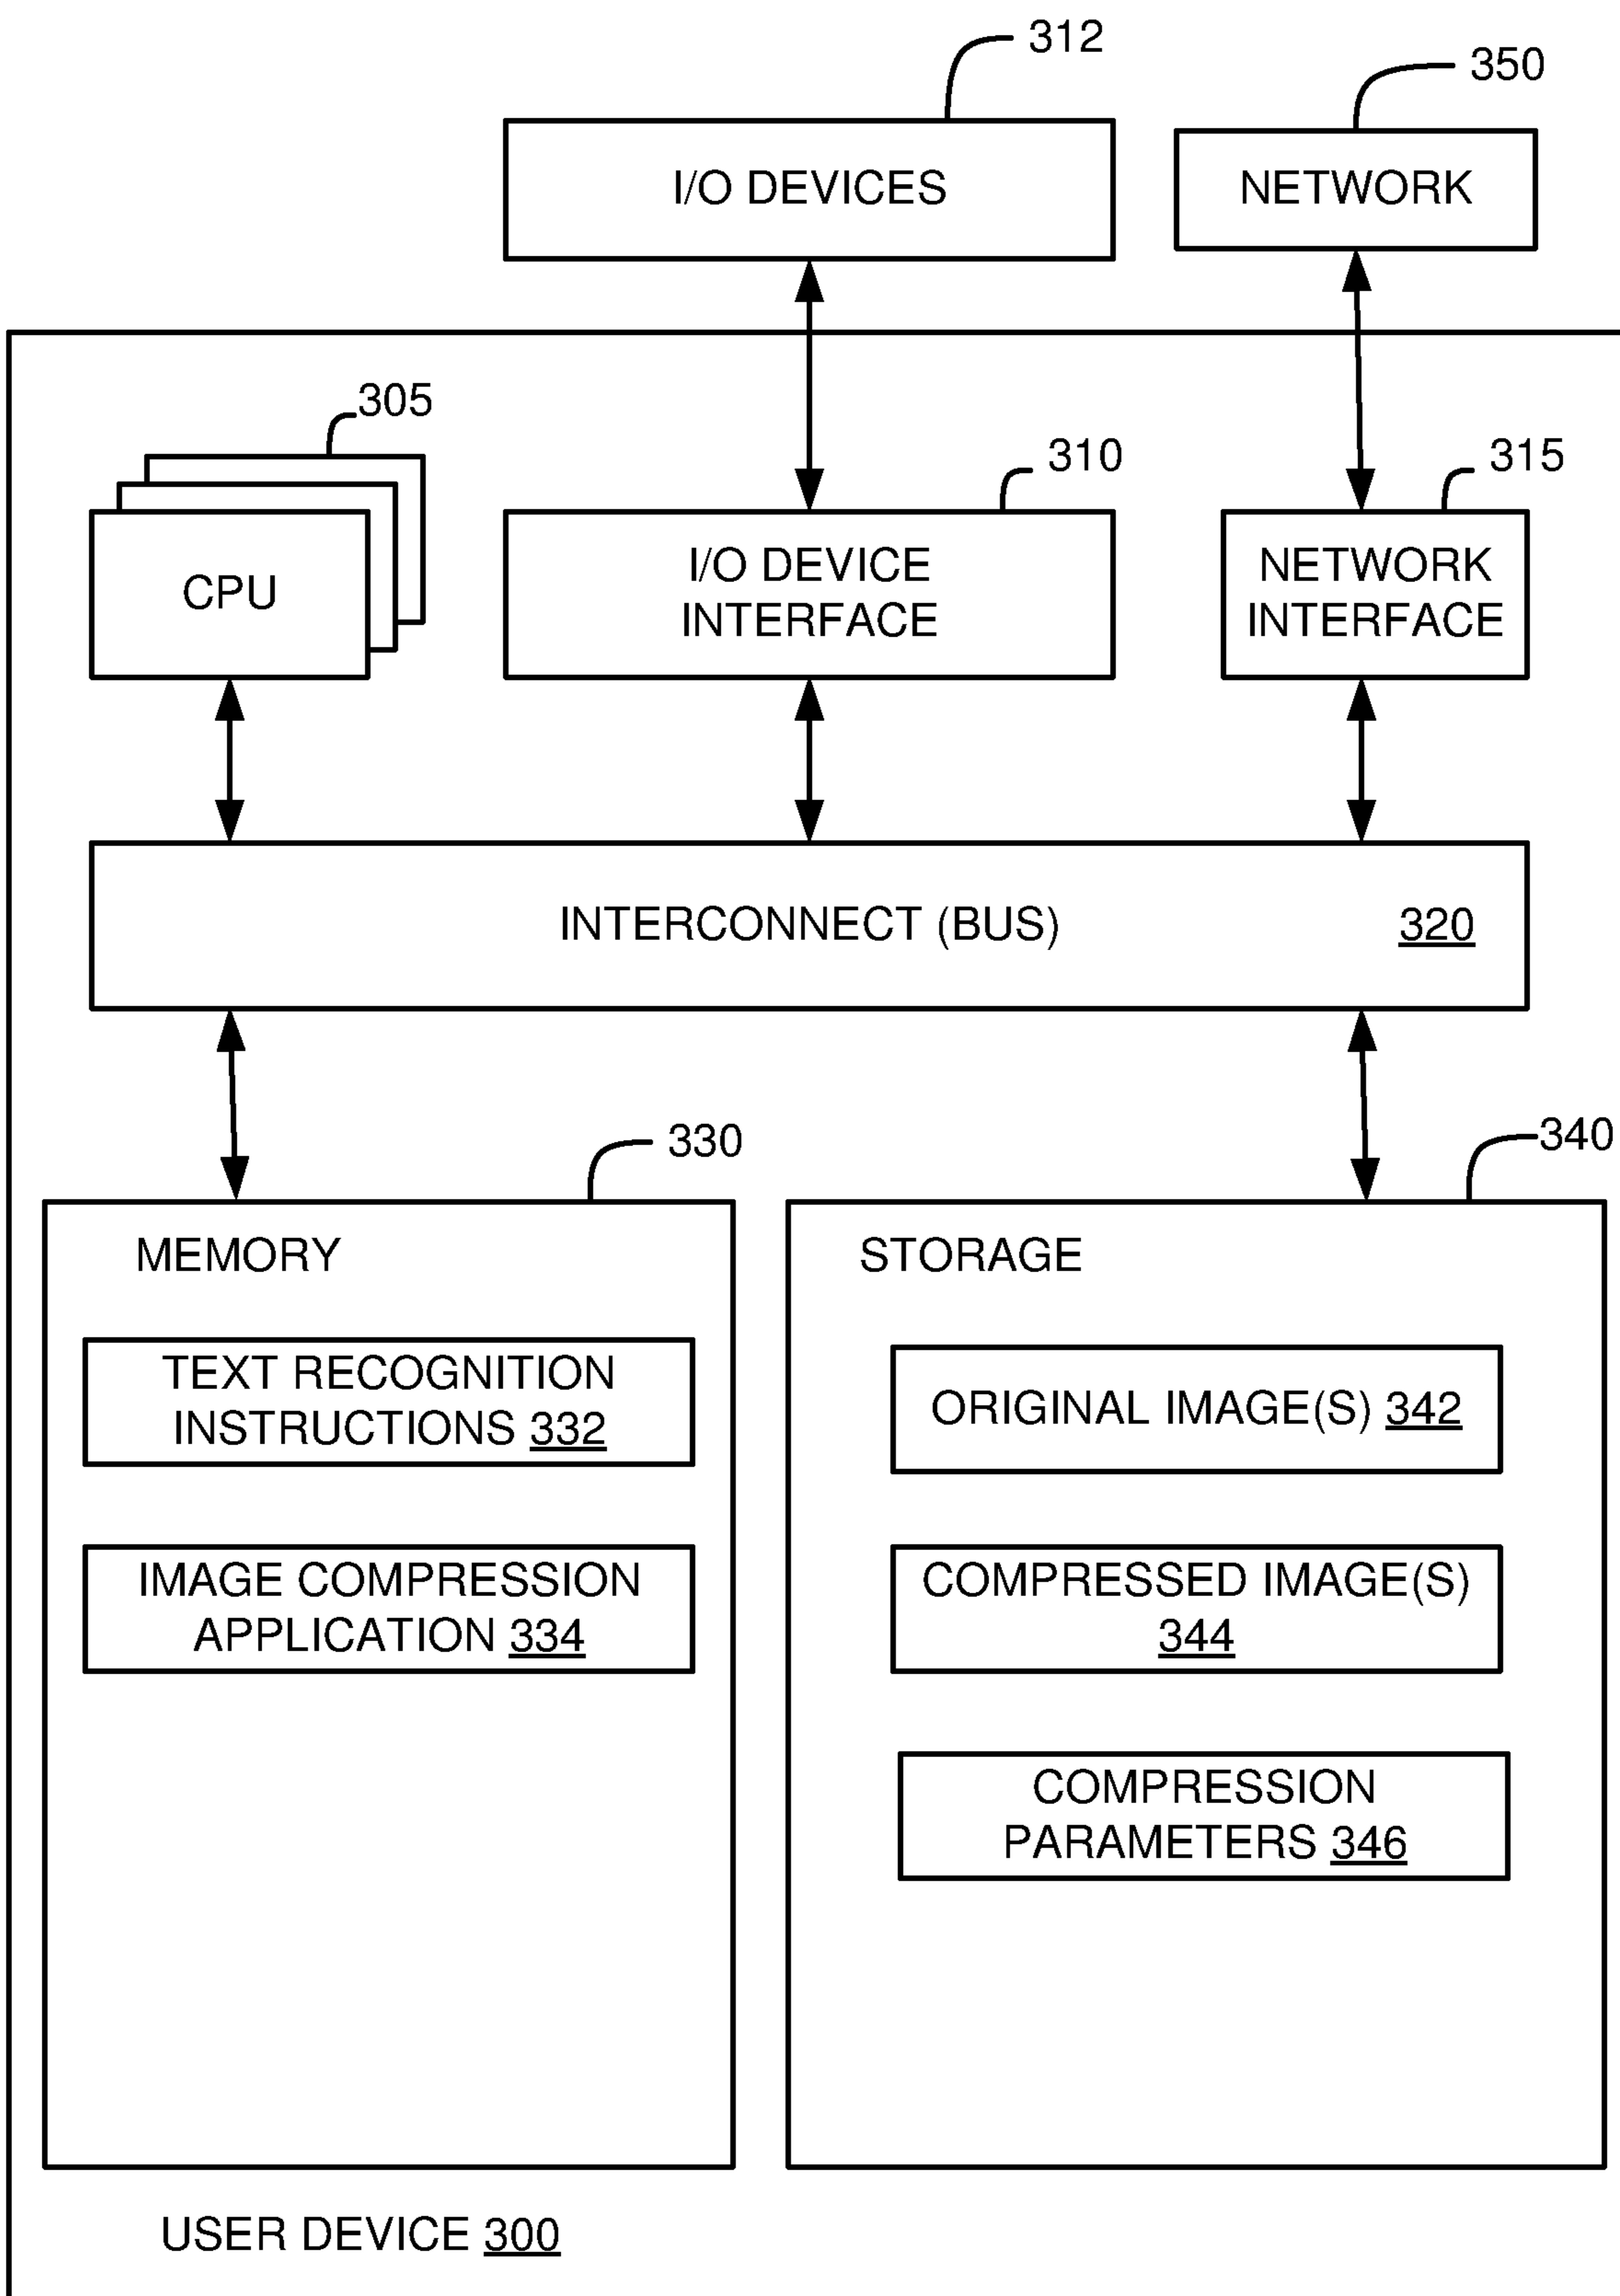 312
350
I/O DEVICES
NETWORK
305
310
315
CPU
I/O DEVICE
INTERFACE
NETWORK
INTERFACE
INTERCONNECT (BUS) 320
330
340
MEMORY
TEXT RECOGNITION
INSTRUCTIONS 332
IMAGE COMPRESSION
APPLICATION 334
STORAGE
ORIGINAL IMAGE(S) 342
COMPRESSED IMAGE(S)
344
COMPRESSION
PARAMETERS 346
USER DEVICE 300